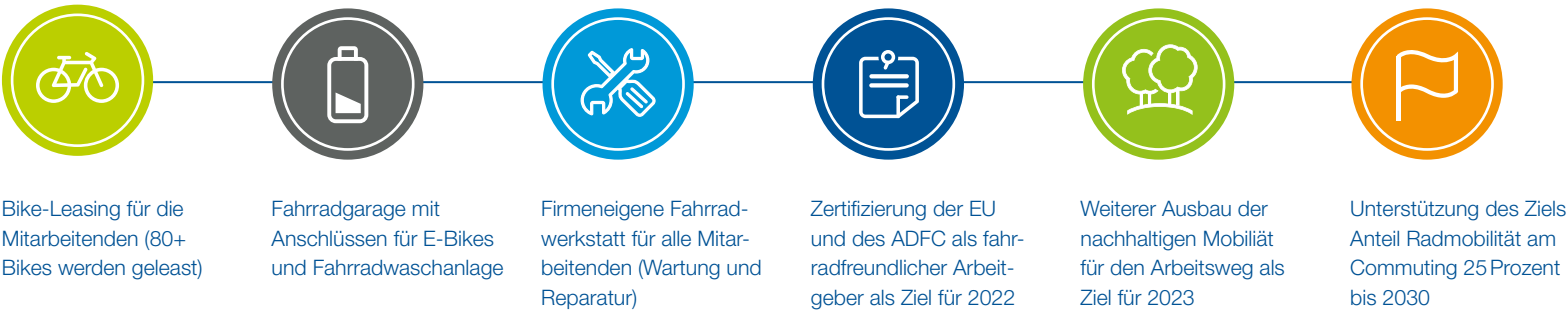 Bike-Leasing für die
Mitarbeitenden (80+
Bikes werden geleast)
Fahrradgarage mit
Anschlüssen für E-Bikes
und Fahrradwaschanlage
Firmeneigene Fahrrad-
werkstatt für alle Mitar-
beitenden (Wartung und
Reparatur)
Zertifizierung der EU
und des ADFC als fahr-
radfreundlicher Arbeit-
geber als Ziel für 2022
Weiterer Ausbau der
nachhaltigen Mobiliät
für den Arbeitsweg als
Ziel für 2023
Unterstützung des Ziels
Anteil Radmobilität am
Commuting 25 Prozent
bis 2030